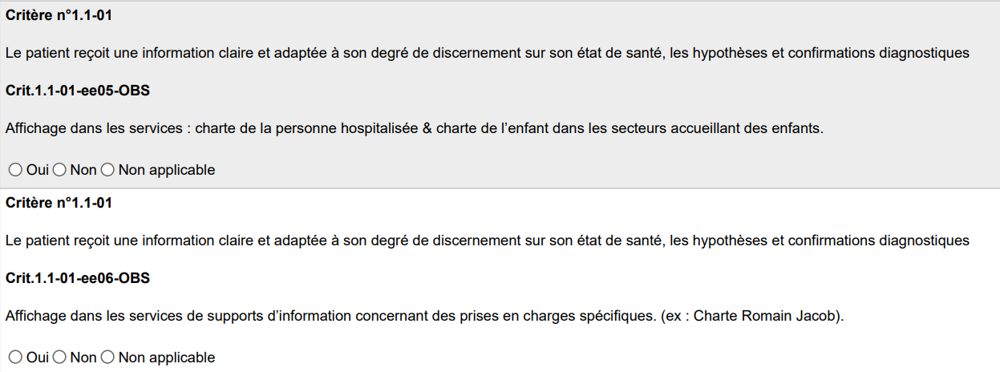 Critère n°1.1-01
Le patient reçoit une information claire et adaptée à son degré de discernement sur son état de santé, les hypothèses et confirmations diagnostiques
Crit.1.1-01-ee05-OBS
Affichage dans les services : charte de la personne hospitalisée & charte de l’enfant dans les secteurs accueillant des enfants.
Oui Non Non applicable
Critère n°1.1-01
Le patient reçoit une information claire et adaptée à son degré de discernement sur son état de santé, les hypothèses et confirmations diagnostiques
Crit.1.1-01-ee06-OBS
Affichage dans les services de supports d’information concernant des prises en charges spécifiques. (ex : Charte Romain Jacob).
Oui Non Non applicable